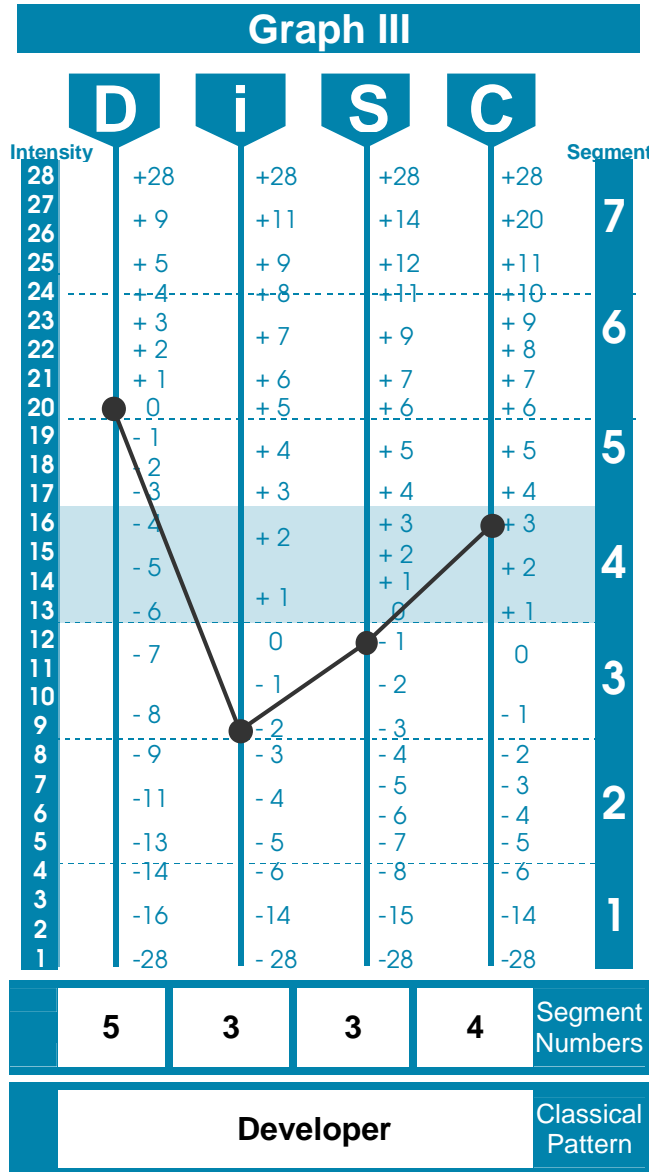 Graph III
D i S C
Intensity Segment
28 +28 +28 +28 +28
27
+ 9 +11 +14 +20 7
26
25 + 5 + 9 +12 +11
24 + 4 + 8 +11 +10
23 + 3 + 9 6
+ 7 + 9
22 + 2 + 8
21 + 1 + 6 + 7 + 7
20 0 + 5 + 6 + 6
19 - 1
+ 4 + 5 + 5 5
18 - 2
17 - 3 + 3 + 4 + 4
16 - 4 + 3 + 3
+ 2
15 + 2
- 5 + 2 4
14 + 1
+ 1
13 - 6 0 + 1
12 0 - 1
- 7 0
11
- 1 - 2 3
10
- 8 - 1
9 - 2 - 3
8 - 9 - 3 - 4 - 2
7 - 5 - 3
-11 - 4 2
6 - 6 - 4
5 -13 - 5 - 7 - 5
4 -14 - 6 - 8 - 6
3
-16 -14 -15 -14 1
2
1 -28 - 28 -28 -28
5 3 3 4 Segment
Numbers
Developer Classical
Pattern